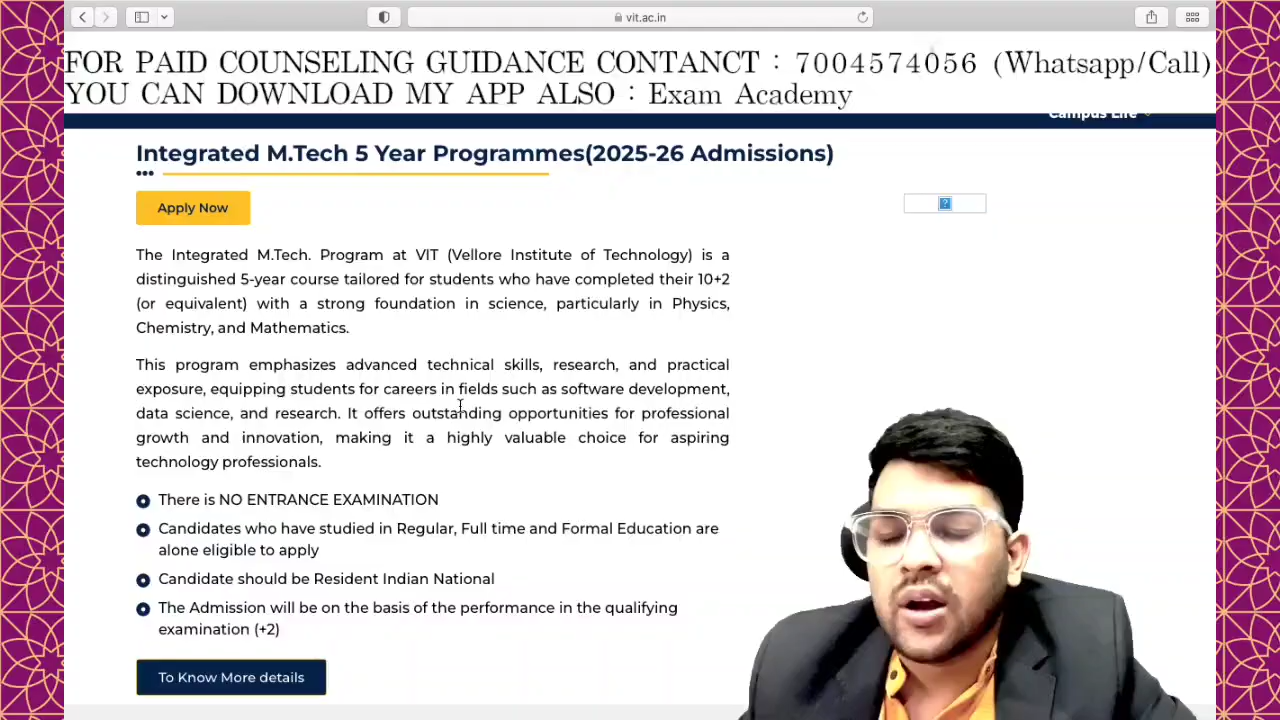 vit.ac.in
FOR PAID COUNSELING GUIDANCE CONTANCT : 7004574056 (Whatsapp/Call)
YOU CAN DOWNLOAD MY APP ALSO : Exam Academy
Campus Life
Integrated M.Tech 5 Year Programmes(2025-26 Admissions)
Apply Now
The Integrated M.Tech. Program at VIT (Vellore Institute of Technology) is a
distinguished 5-year course tailored for students who have completed their 10+2
(or equivalent) with a strong foundation in science, particularly in Physics,
Chemistry, and Mathematics.
This program emphasizes advanced technical skills, research, and practical
exposure, equipping students for careers in fields such as software development,
data science, and research. It offers outstanding opportunities for professional
growth and innovation, making it a highly valuable choice for aspiring
technology professionals.
There is NO ENTRANCE EXAMINATION
Candidates who have studied in Regular, Full time and Formal Education are
alone eligible to apply
Candidate should be Resident Indian National
The Admission will be on the basis of the performance in the qualifying
examination (+2)
To Know More details